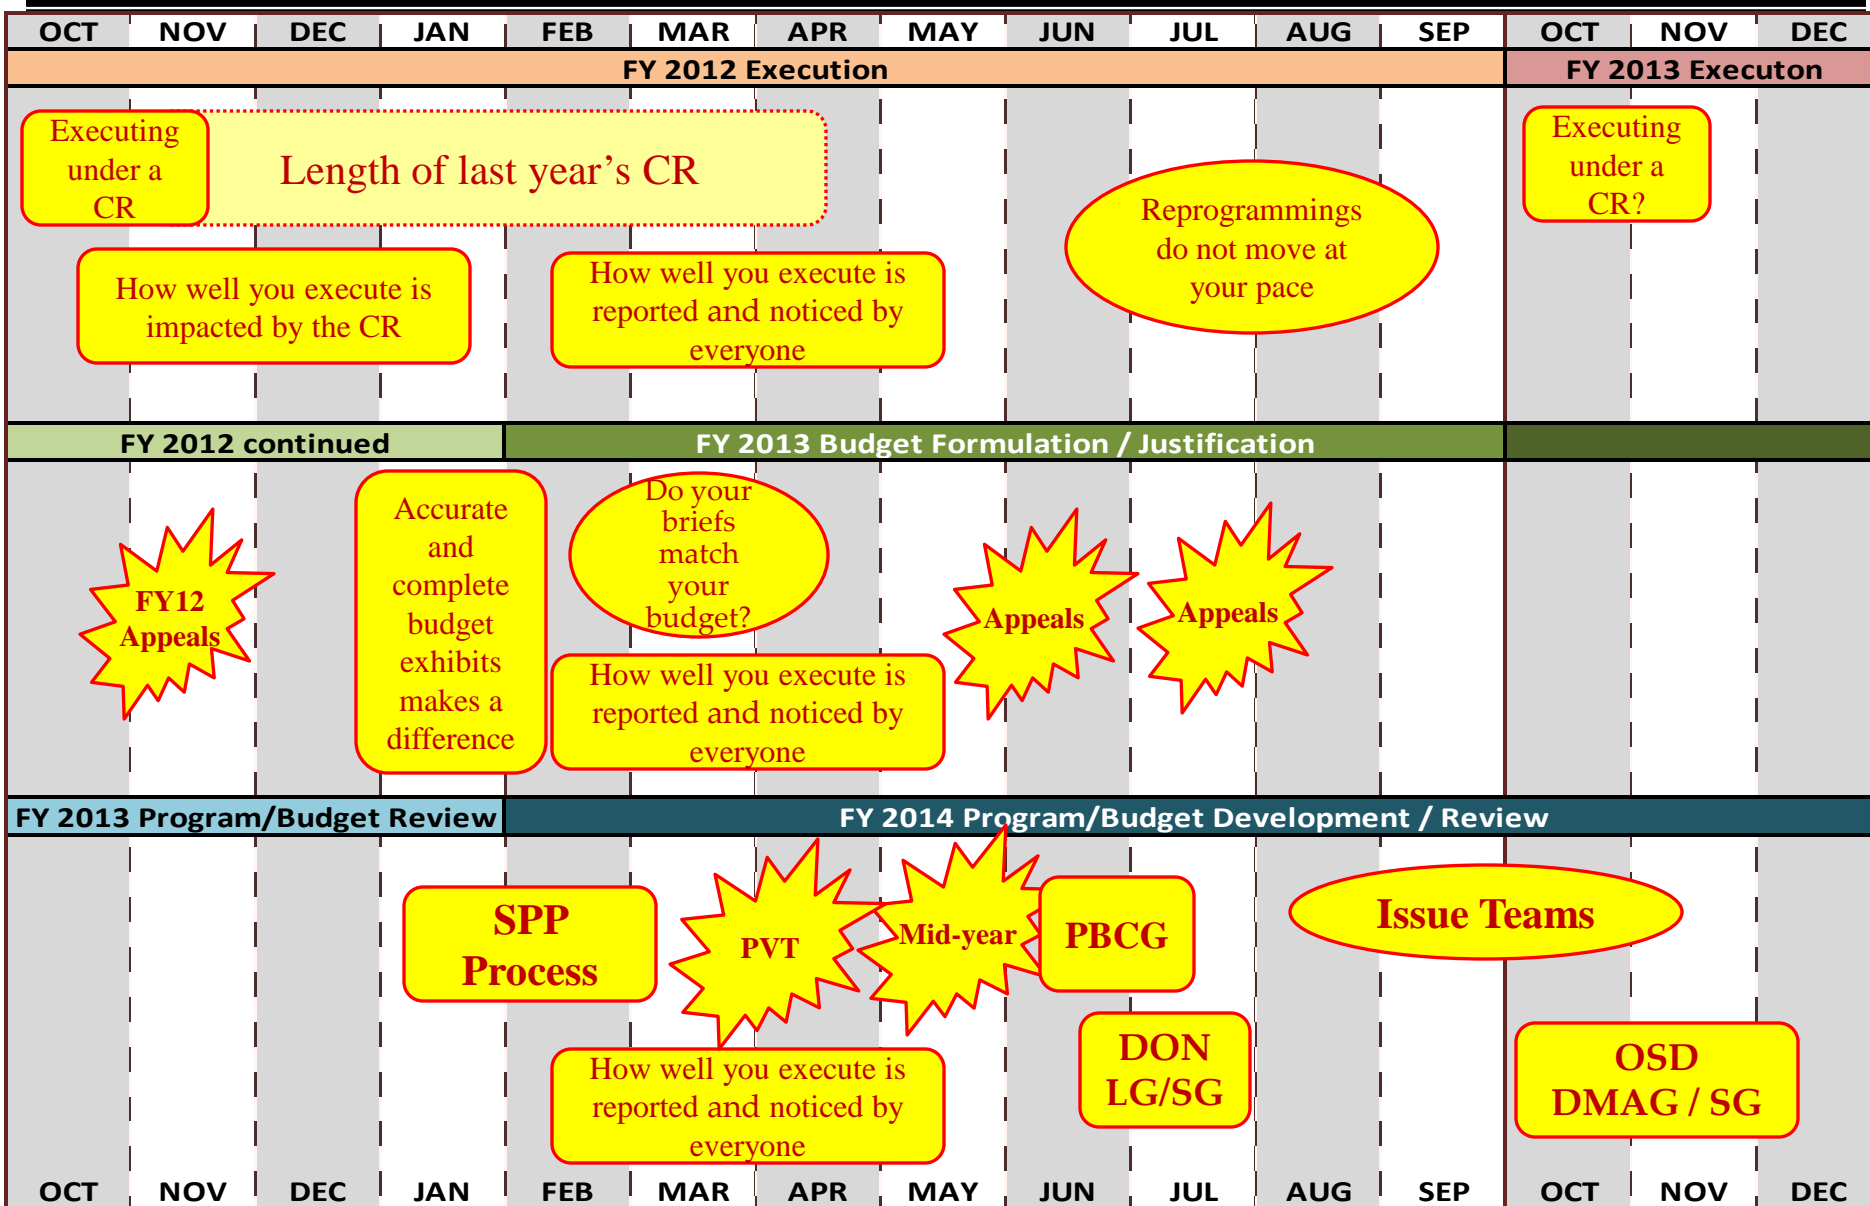 OCT NOV DEC JAN FEB MAR APR MAY JUN JUL AUG SEP OCT NOV DEC
FY 2012 Execution FY 2013 Executon
Executing
under a
CR
Length of last year's CR
Executing
under a
CR?
Reprogrammings
do not move at
your pace
How well you execute is
impacted by the CR
How well you execute is
reported and noticed by
everyone
FY 2012 continued FY 2013 Budget Formulation / Justification
FY12
Appeals
Accurate
and
complete
budget
exhibits
makes a
difference
Do your
briefs
match
your
budget?
How well you execute is
reported and noticed by
everyone
Appeals
Appeals
FY 2013 Program/Budget Review FY 2014 Program/Budget Development / Review
SPP
Process
PVT
Mid-year
PBCG
Issue Teams
How well you execute is
reported and noticed by
everyone
DON
LG/SG
OSD
DMAG / SG
OCT NOV DEC JAN FEB MAR APR MAY JUN JUL AUG SEP OCT NOV DEC